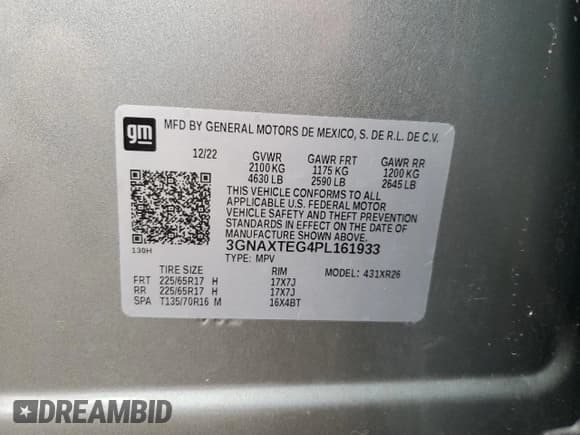 gm
MFD BY GENERAL MOTORS DE MEXICO, S. DE R.L. DE C.V.
12/22 GVWR GAWR FRT GAWR RR
2100 KG 1175 KG 1200 KG
4630 LB 2590 LB 2645 LB
THIS VEHICLE CONFORMS TO ALL
APPLICABLE U.S. FEDERAL MOTOR
VEHICLE SAFETY AND THEFT PREVENTION
STANDARDS IN EFFECT ON THE DATE OF
MANUFACTURE SHOWN ABOVE.
3GNAXTEG4PL161933
130H
TYPE: MPV MODEL: 431XR26
TIRE SIZE RIM
FRT 225/65R17 H 17X7J
RR 225/65R17 H 17X7J
SPA T135/70R16 M 16X4BT
DREAMBID